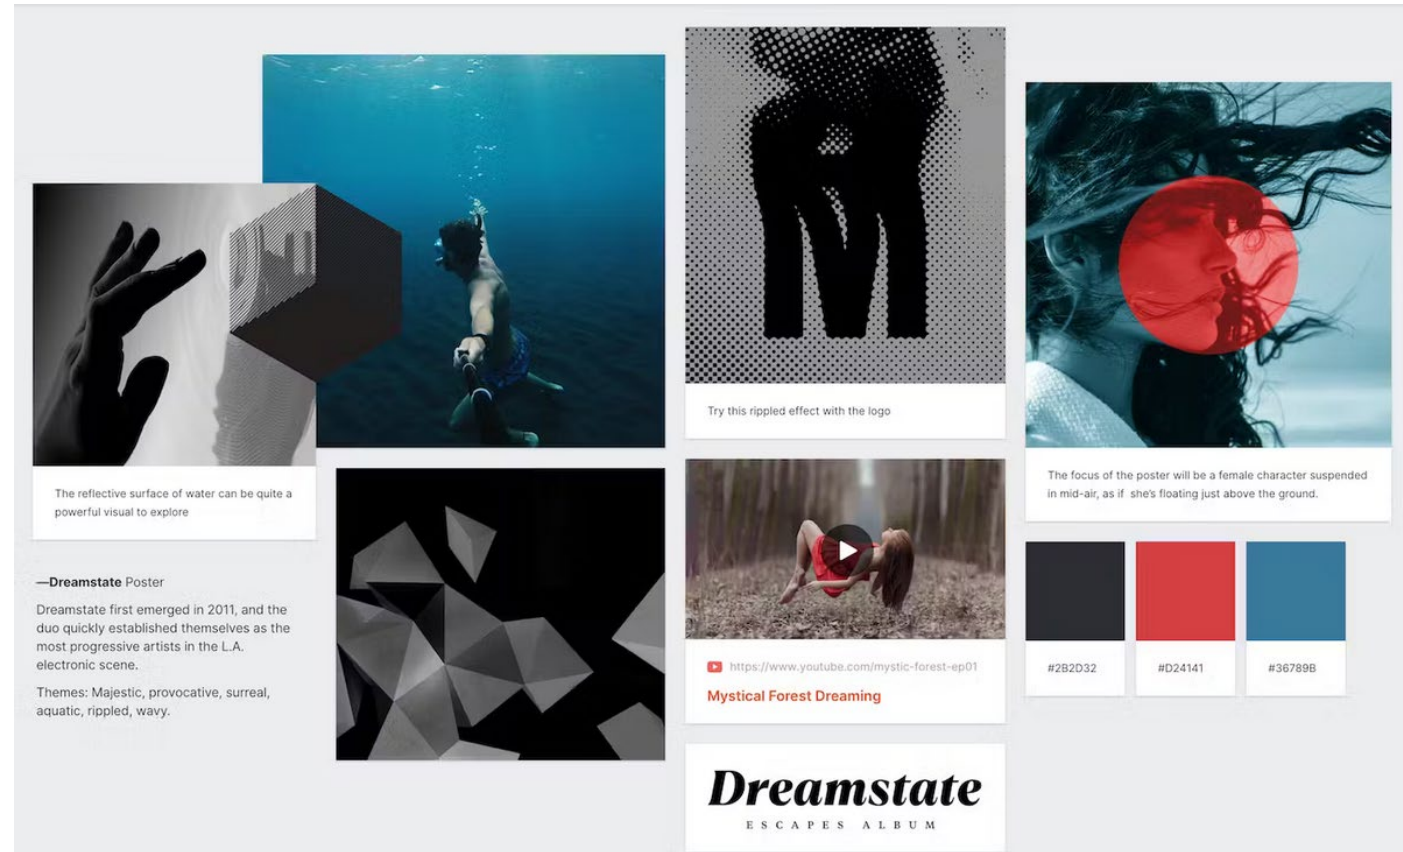 The reflective surface of water can be quite a
powerful visual to explore
—Dreamstate Poster
Dreamstate first emerged in 2011, and the
duo quickly established themselves as the
most progressive artists in the L.A.
electronic scene.
Themes: Majestic, provocative, surreal,
aquatic, rippled, wavy.
M
Try this rippled effect with the logo
https://www.youtube.com/mystic-forest-ep01
Mystical Forest Dreaming
Dreamstate
ESCAPES ALBUM
The focus of the poster will be a female character suspended
in mid-air, as if she's floating just above the ground.
#2B2D32
#D24141
#36789B